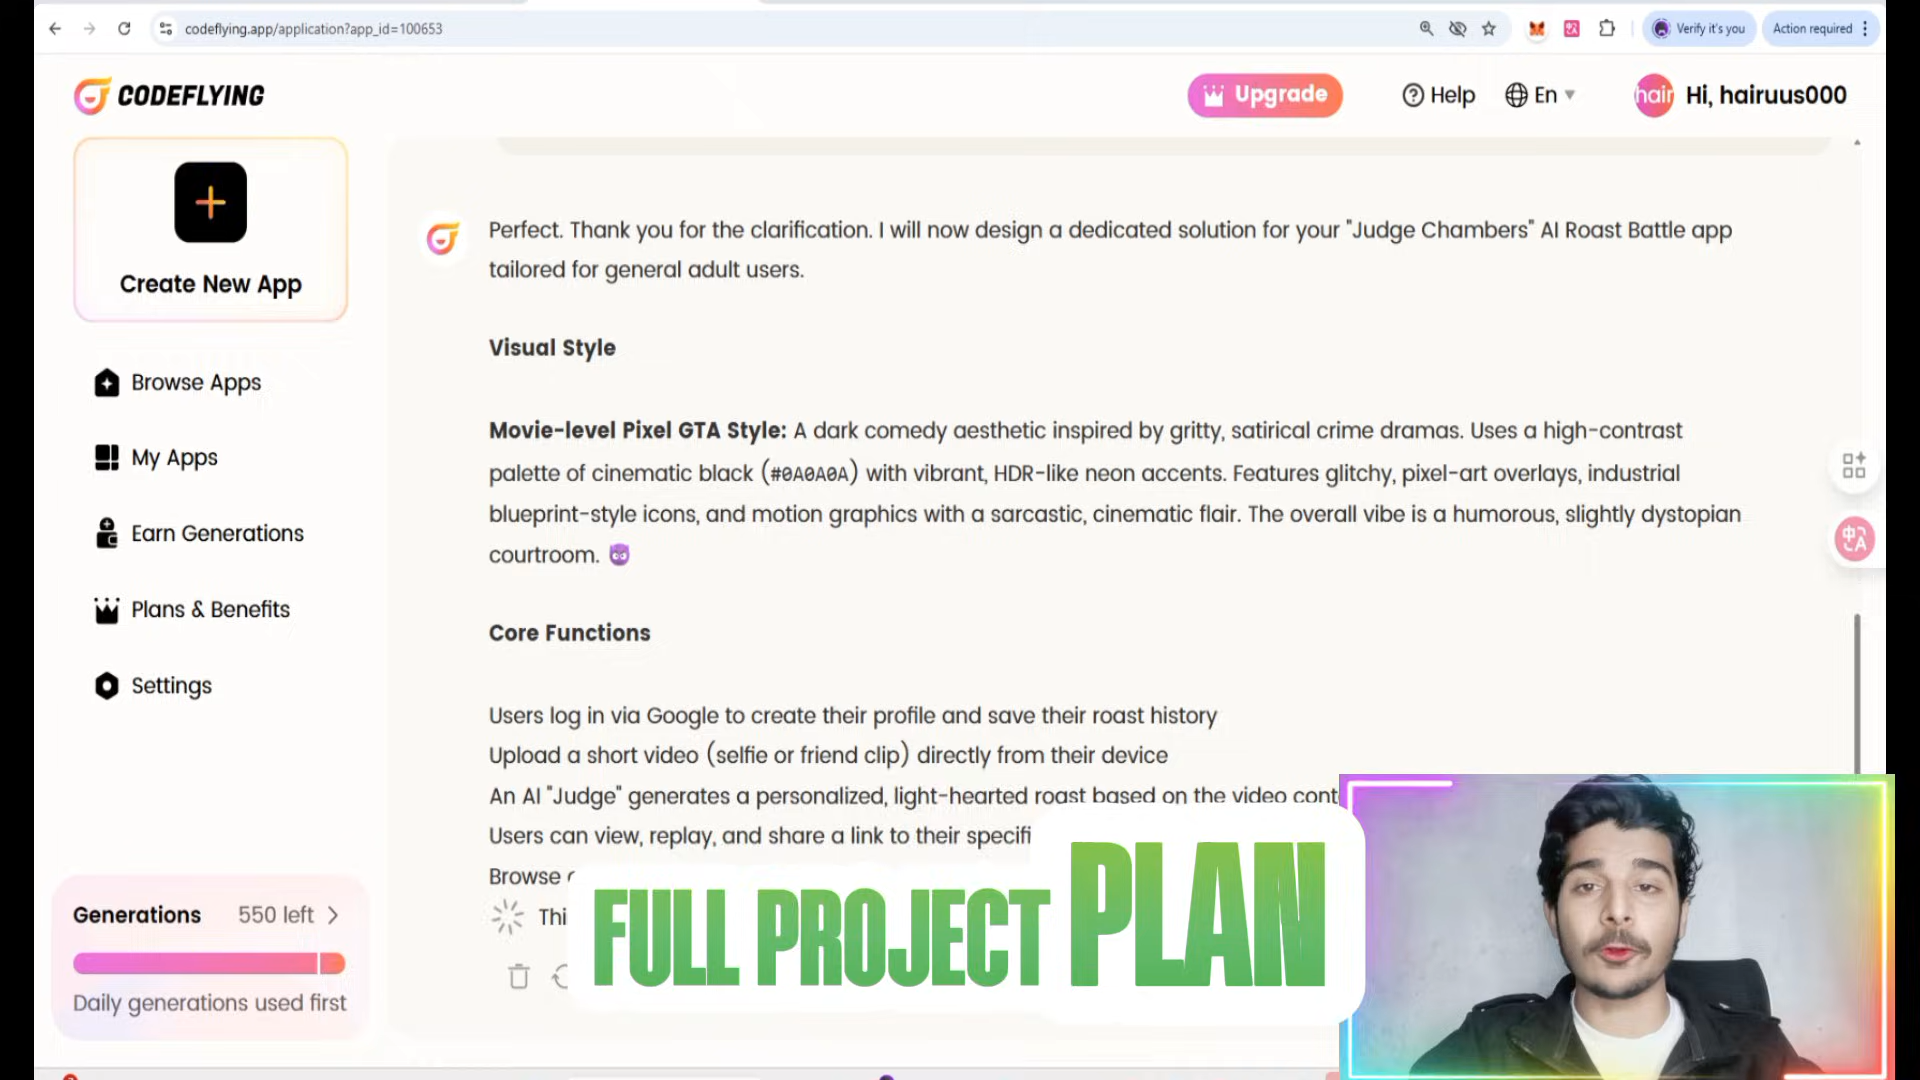 codeflying.app/application?app_id=100653
Verify it's you
Action required
CODEFLYING
Upgrade
Help
En
hair
Hi, hairuus000
Create New App
Browse Apps
My Apps
Earn Generations
Plans & Benefits
Settings
Generations
550 left
Daily generations used first
Perfect. Thank you for the clarification. I will now design a dedicated solution for your "Judge Chambers" AI Roast Battle app
tailored for general adult users.
Visual Style
Movie-level Pixel GTA Style: A dark comedy aesthetic inspired by gritty, satirical crime dramas. Uses a high-contrast
palette of cinematic black (#0A0A0A) with vibrant, HDR-like neon accents. Features glitchy, pixel-art overlays, industrial
blueprint-style icons, and motion graphics with a sarcastic, cinematic flair. The overall vibe is a humorous, slightly dystopian
courtroom. 😈
Core Functions
Users log in via Google to create their profile and save their roast history
Upload a short video (selfie or friend clip) directly from their device
An AI "Judge" generates a personalized, light-hearted roast based on the video cont
Users can view, replay, and share a link to their specifi
Browse
Thi
FULL PROJECT PLAN
中A